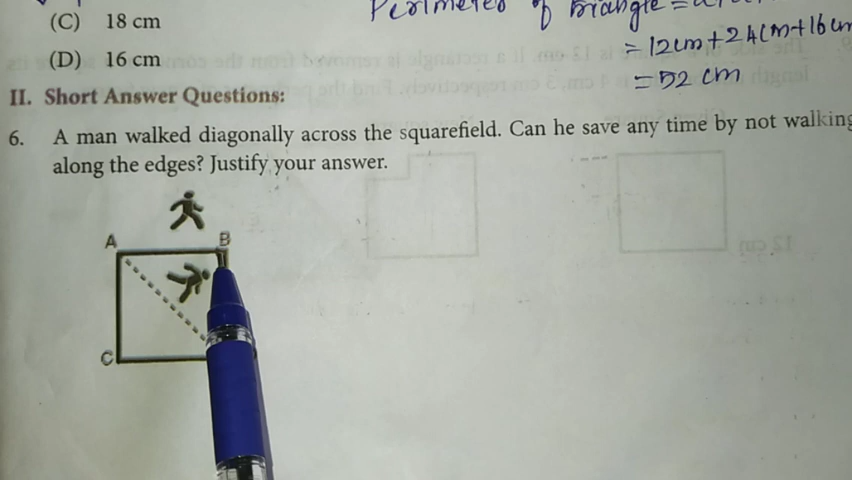 (C) 18 cm
(D) 16 cm
Perimeter of triangle =
= 12cm + 24cm + 16cm
= 52 cm
II. Short Answer Questions:
6. A man walked diagonally across the squarefield. Can he save any time by not walking
along the edges? Justify your answer.
A B
C